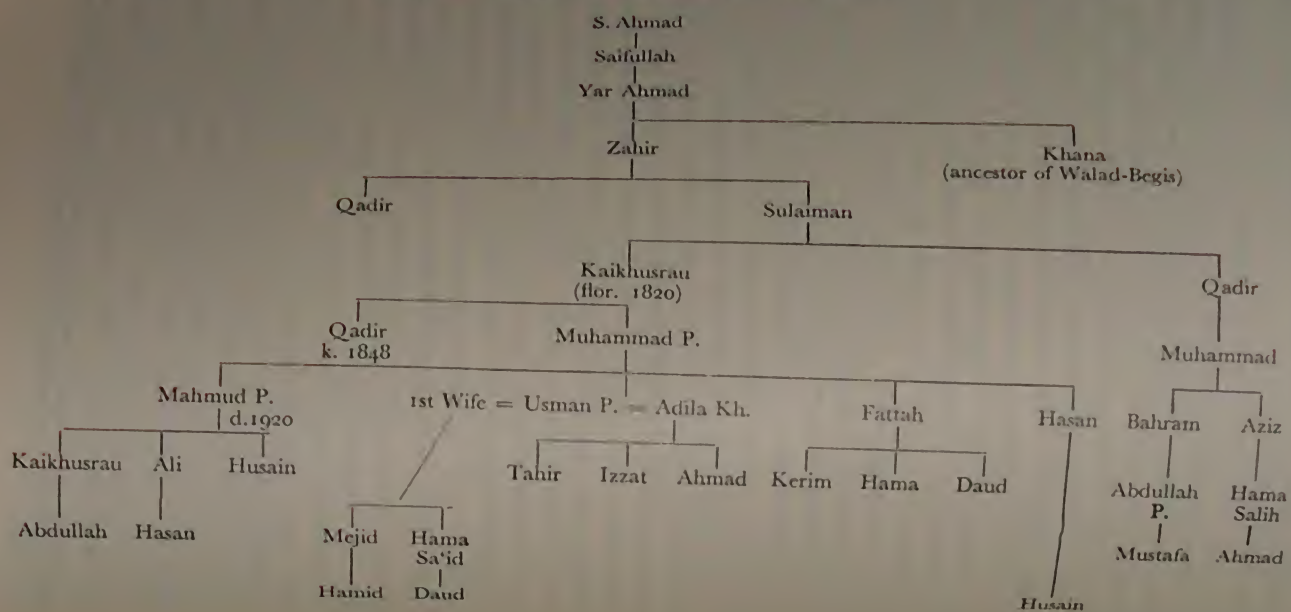 S. Ahmad
Saifullah
Yar Ahmad
Zahir
Khana
(ancestor of Walad-Begis)
Qadir
Sulaiman
Kaikhusrau
(flor. 1820)
Qadir
Qadir
k. 1848
Muhammad P.
Muhammad
Mahmud P.
d.1920
1st Wife = Usman P. = Adila Kh.
Fattah
Hasan
Bahram
Aziz
Kaikhusrau
Ali
Husain
Tahir
Izzat
Ahmad
Kerim
Hama
Daud
Abdullah
P.
Hama
Salih
Abdullah
Hasan
Mejid
Hama
Sa'id
Mustafa
Ahmad
Hamid
Daud
Husain